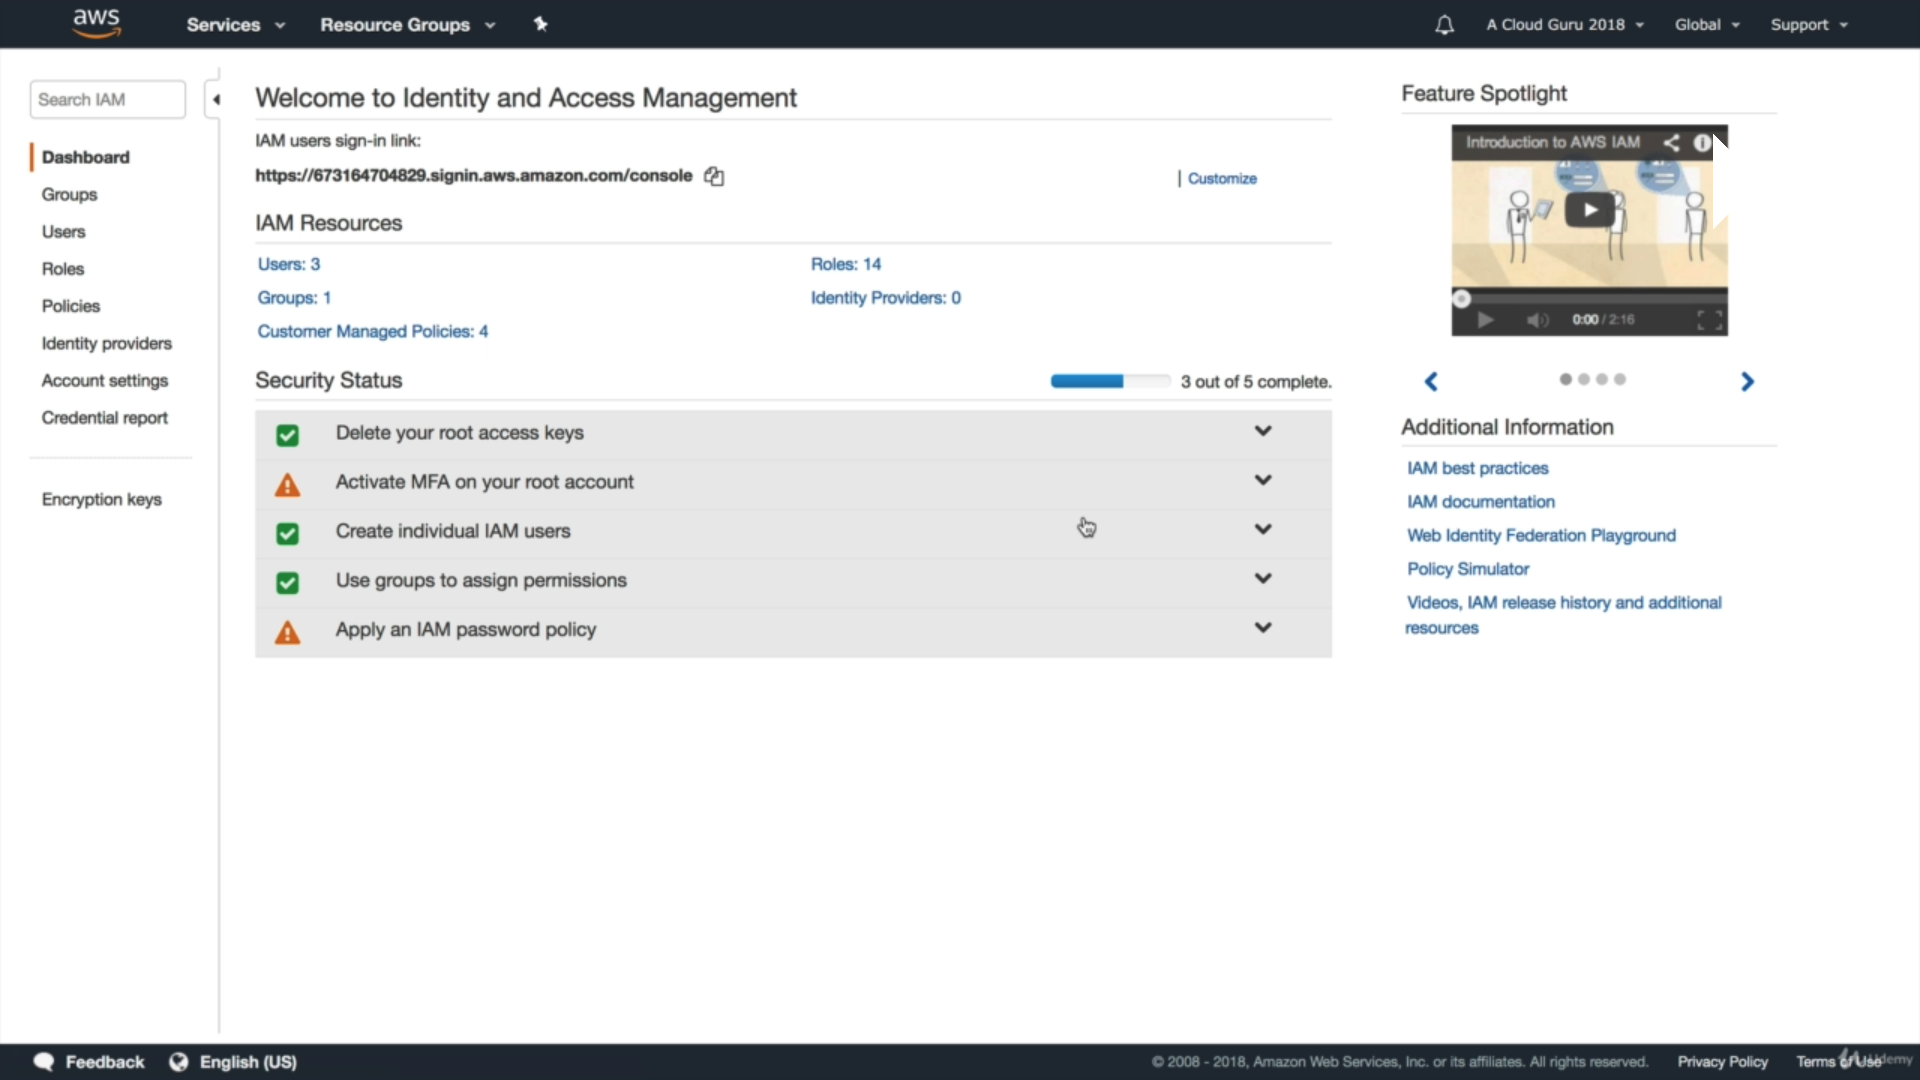 aws
Services
Resource Groups
A Cloud Guru 2018
Global
Support
Search IAM
Dashboard
Groups
Users
Roles
Policies
Identity providers
Account settings
Credential report
Encryption keys
Welcome to Identity and Access Management
IAM users sign-in link:
https://673164704829.signin.aws.amazon.com/console
| Customize
IAM Resources
Users: 3
Roles: 14
Groups: 1
Identity Providers: 0
Customer Managed Policies: 4
Security Status
3 out of 5 complete.
Delete your root access keys
Activate MFA on your root account
Create individual IAM users
Use groups to assign permissions
Apply an IAM password policy
Feature Spotlight
Introduction to AWS IAM
0:00 / 2:16
Additional Information
IAM best practices
IAM documentation
Web Identity Federation Playground
Policy Simulator
Videos, IAM release history and additional
resources
Feedback
English (US)
© 2008 - 2018, Amazon Web Services, Inc. or its affiliates. All rights reserved.
Privacy Policy
Terms of Use